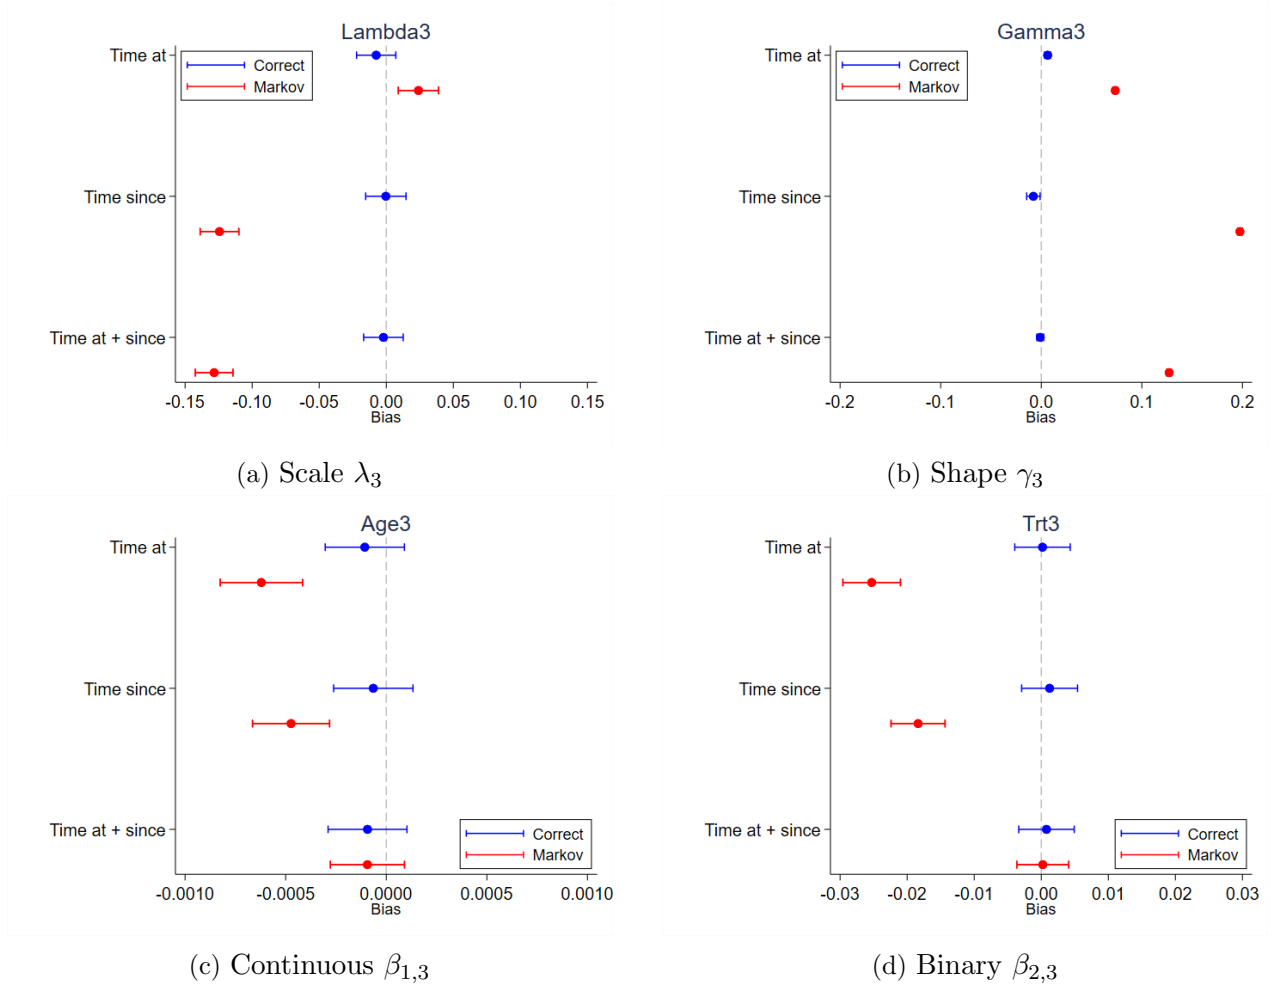 Lambda3
Correct
Markov
Time at
Time since
Time at + since
-0.15 -0.10 -0.05 0.00 0.05 0.10 0.15
Bias
(a) Scale λ3
Gamma3
Correct
Markov
Time at
Time since
Time at + since
-0.2 -0.1 0.0 0.1 0.2
Bias
(b) Shape γ3
Age3
Time at
Time since
Time at + since
Correct
Markov
-0.0010 -0.0005 0.0000 0.0005 0.0010
Bias
(c) Continuous β1,3
Trt3
Time at
Time since
Time at + since
Correct
Markov
-0.03 -0.02 -0.01 0.00 0.01 0.02 0.03
Bias
(d) Binary β2,3